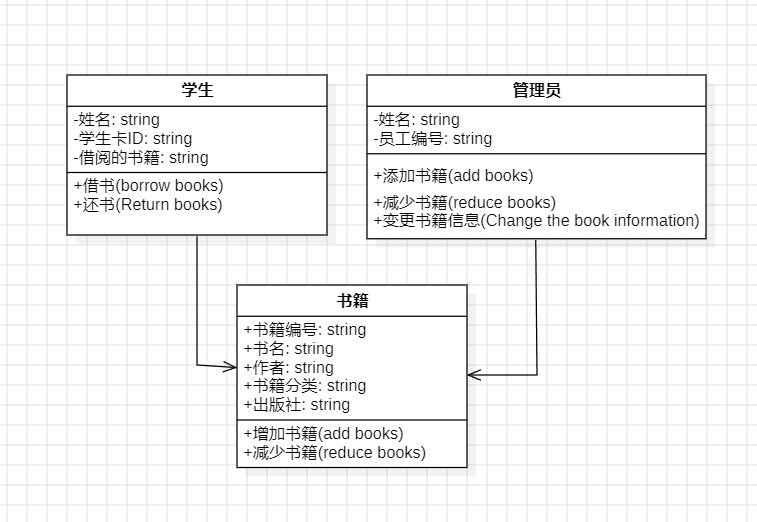 学生
-姓名: string
-学生卡ID: string
-借阅的书籍: string
+借书(borrow books)
+还书(Return books)
管理员
-姓名: string
-员工编号: string
+添加书籍(add books)
+减少书籍(reduce books)
+变更书籍信息(Change the book information)
书籍
+书籍编号: string
+书名: string
+作者: string
+书籍分类: string
+出版社: string
+增加书籍(add books)
+减少书籍(reduce books)